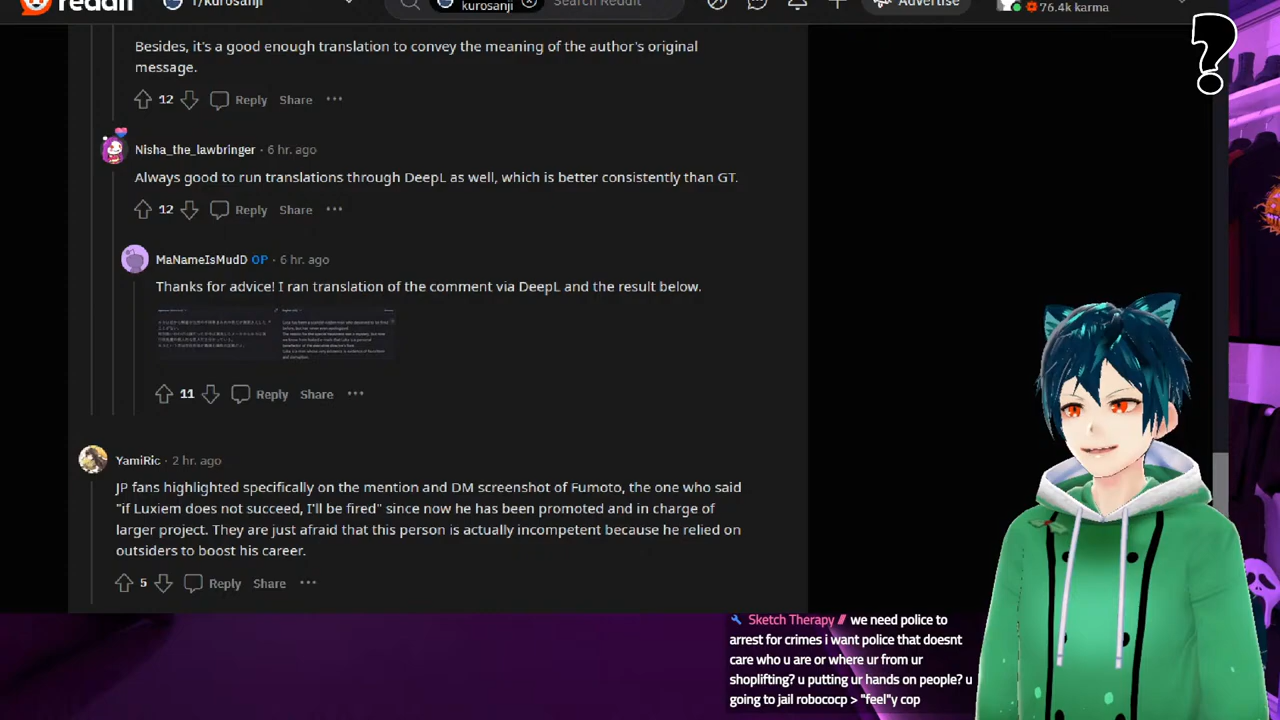 reddit
r/kurosanji
kurosanji
Search Reddit
Advertise
76.4k karma
Besides, it's a good enough translation to convey the meaning of the author's original
message.
12 Reply Share ...
Nisha_the_lawbringer · 6 hr. ago
Always good to run translations through DeepL as well, which is better consistently than GT.
12 Reply Share ...
MaNameIsMudD OP · 6 hr. ago
Thanks for advice! I ran translation of the comment via DeepL and the result below.
11 Reply Share ...
YamiRic · 2 hr. ago
JP fans highlighted specifically on the mention and DM screenshot of Fumoto, the one who said
"if Luxiem does not succeed, I'll be fired" since now he has been promoted and in charge of
larger project. They are just afraid that this person is actually incompetent because he relied on
outsiders to boost his career.
5 Reply Share ...
Sketch Therapy // we need police to
arrest for crimes i want police that doesnt
care who u are or where ur from ur
shoplifting? u putting ur hands on people? u
going to jail robococp > "feel"y cop
?